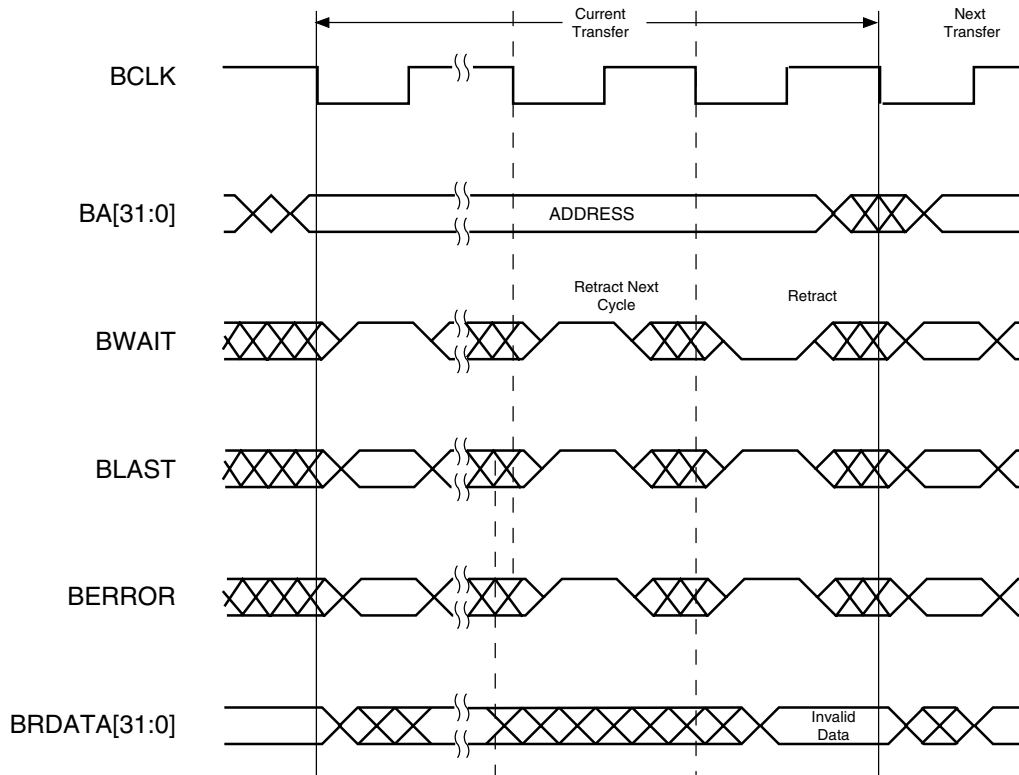 Current
Transfer
Next
Transfer
BCLK
BA[31:0]
ADDRESS
Retract Next
Cycle
Retract
BWAIT
BLAST
BERROR
BRDATA[31:0]
Invalid
Data